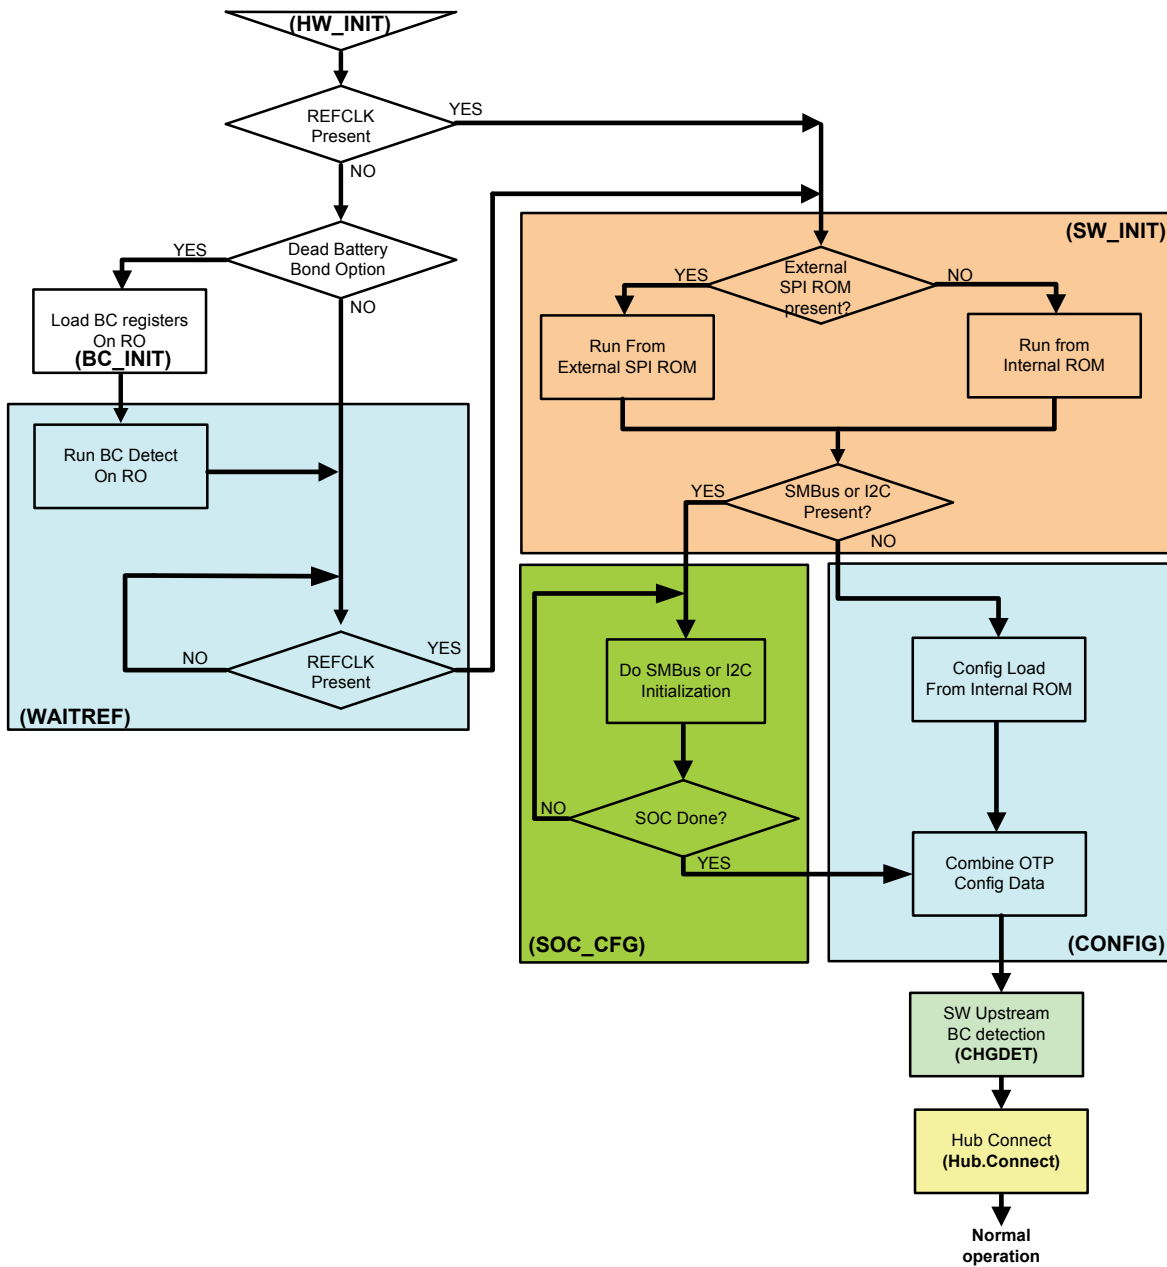 (HW_INIT)
REFCLK
Present
YES
NO
Dead Battery
Bond Option
YES
NO
Load BC registers
On RO
(BC_INIT)
Run BC Detect
On RO
REFCLK
Present
NO
YES
(WAITREF)
(SW_INIT)
External
SPI ROM
present?
YES
NO
Run From
External SPI ROM
Run from
Internal ROM
SMBus or I2C
Present?
YES
NO
Do SMBus or I2C
Initialization
SOC Done?
NO
YES
(SOC_CFG)
Config Load
From Internal ROM
Combine OTP
Config Data
(CONFIG)
SW Upstream
BC detection
(CHGDET)
Hub Connect
(Hub.Connect)
Normal
operation